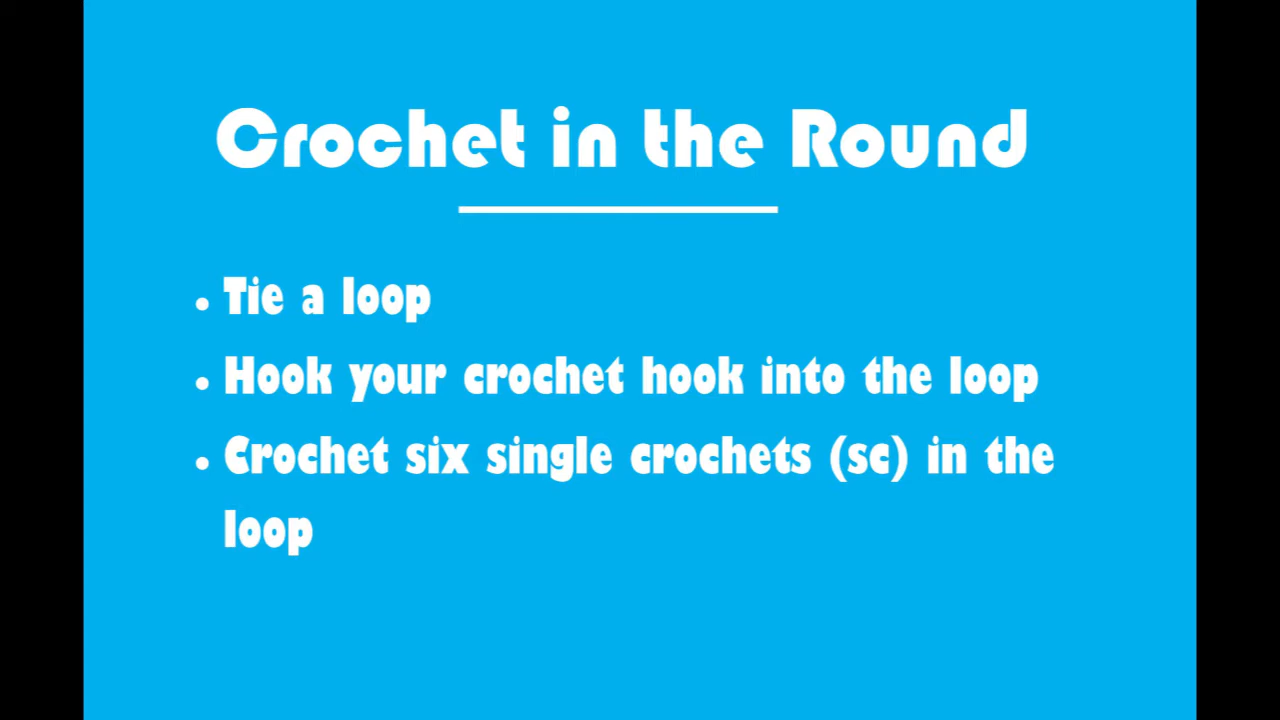 Crochet in the Round
• Tie a loop
• Hook your crochet hook into the loop
• Crochet six single crochets (sc) in the
loop